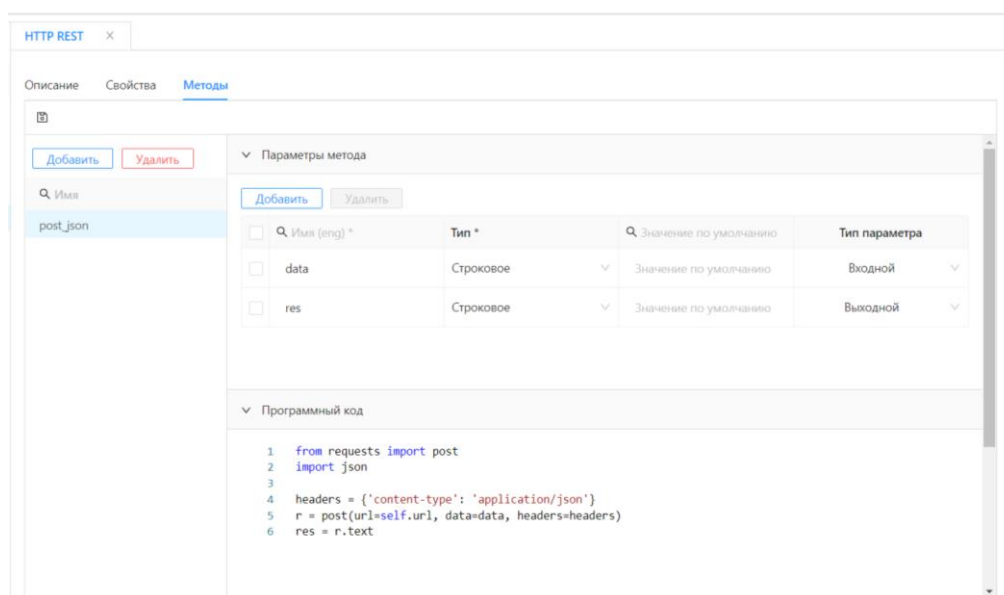 HTTP REST ×
Описание Свойства Методы
Добавить Удалить
Имя
post_json
Параметры метода
Добавить Удалить
Имя (eng) * Тип * Значение по умолчанию Тип параметра
data Строковое Значение по умолчанию Входной
res Строковое Значение по умолчанию Выходной
Программный код
1 from requests import post
2 import json
3
4 headers = {'content-type': 'application/json'}
5 r = post(url=self.url, data=data, headers=headers)
6 res = r.text